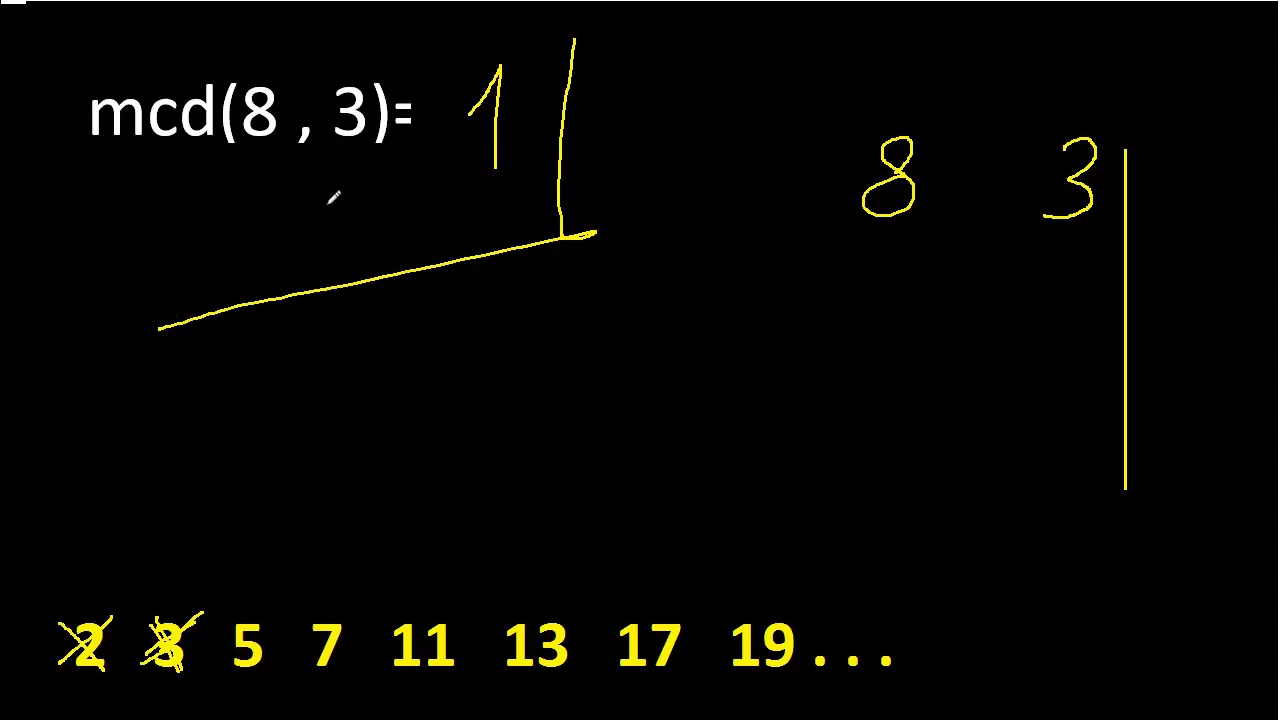 mcd(8 , 3)= 1
8 3
2 3 5 7 11 13 17 19 . . .